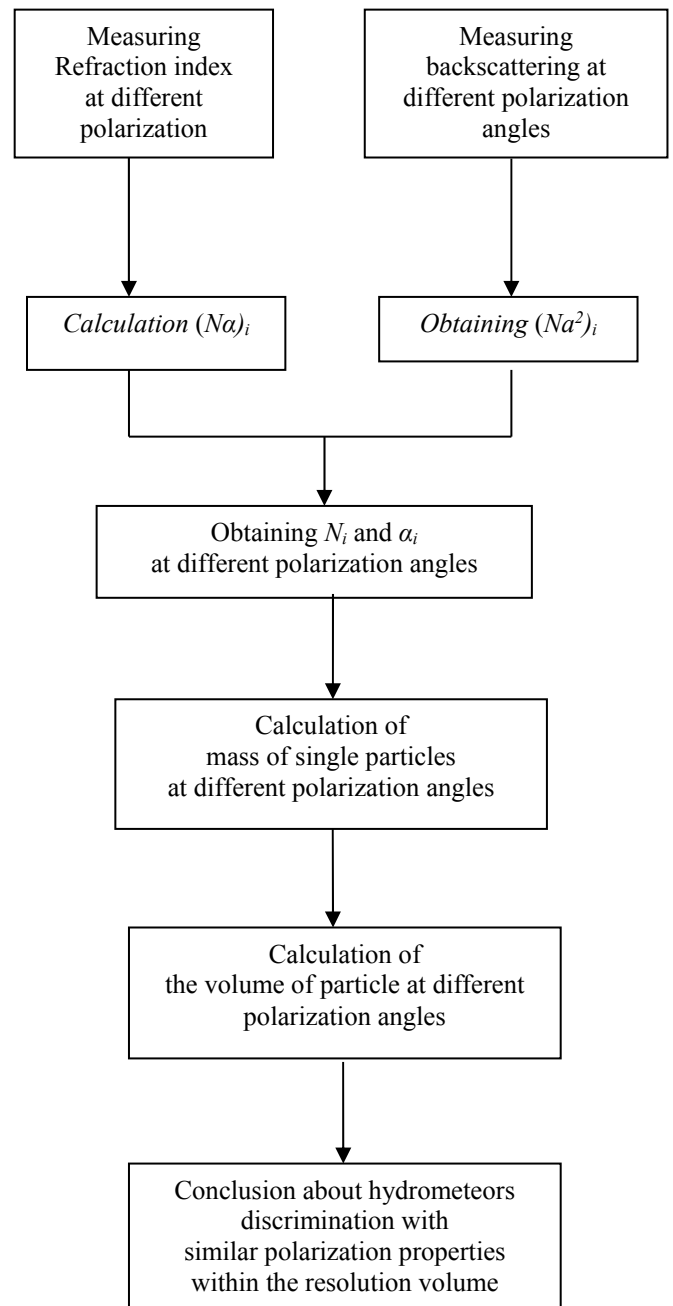 Measuring
Refraction index
at different
polarization
Measuring
backscattering at
different polarization
angles
Calculation (Nα)ᵢ
Obtaining (Na²)ᵢ
Obtaining Nᵢ and αᵢ
at different polarization angles
Calculation of
mass of single particles
at different polarization angles
Calculation of
the volume of particle at different
polarization angles
Conclusion about hydrometeors
discrimination with
similar polarization properties
within the resolution volume